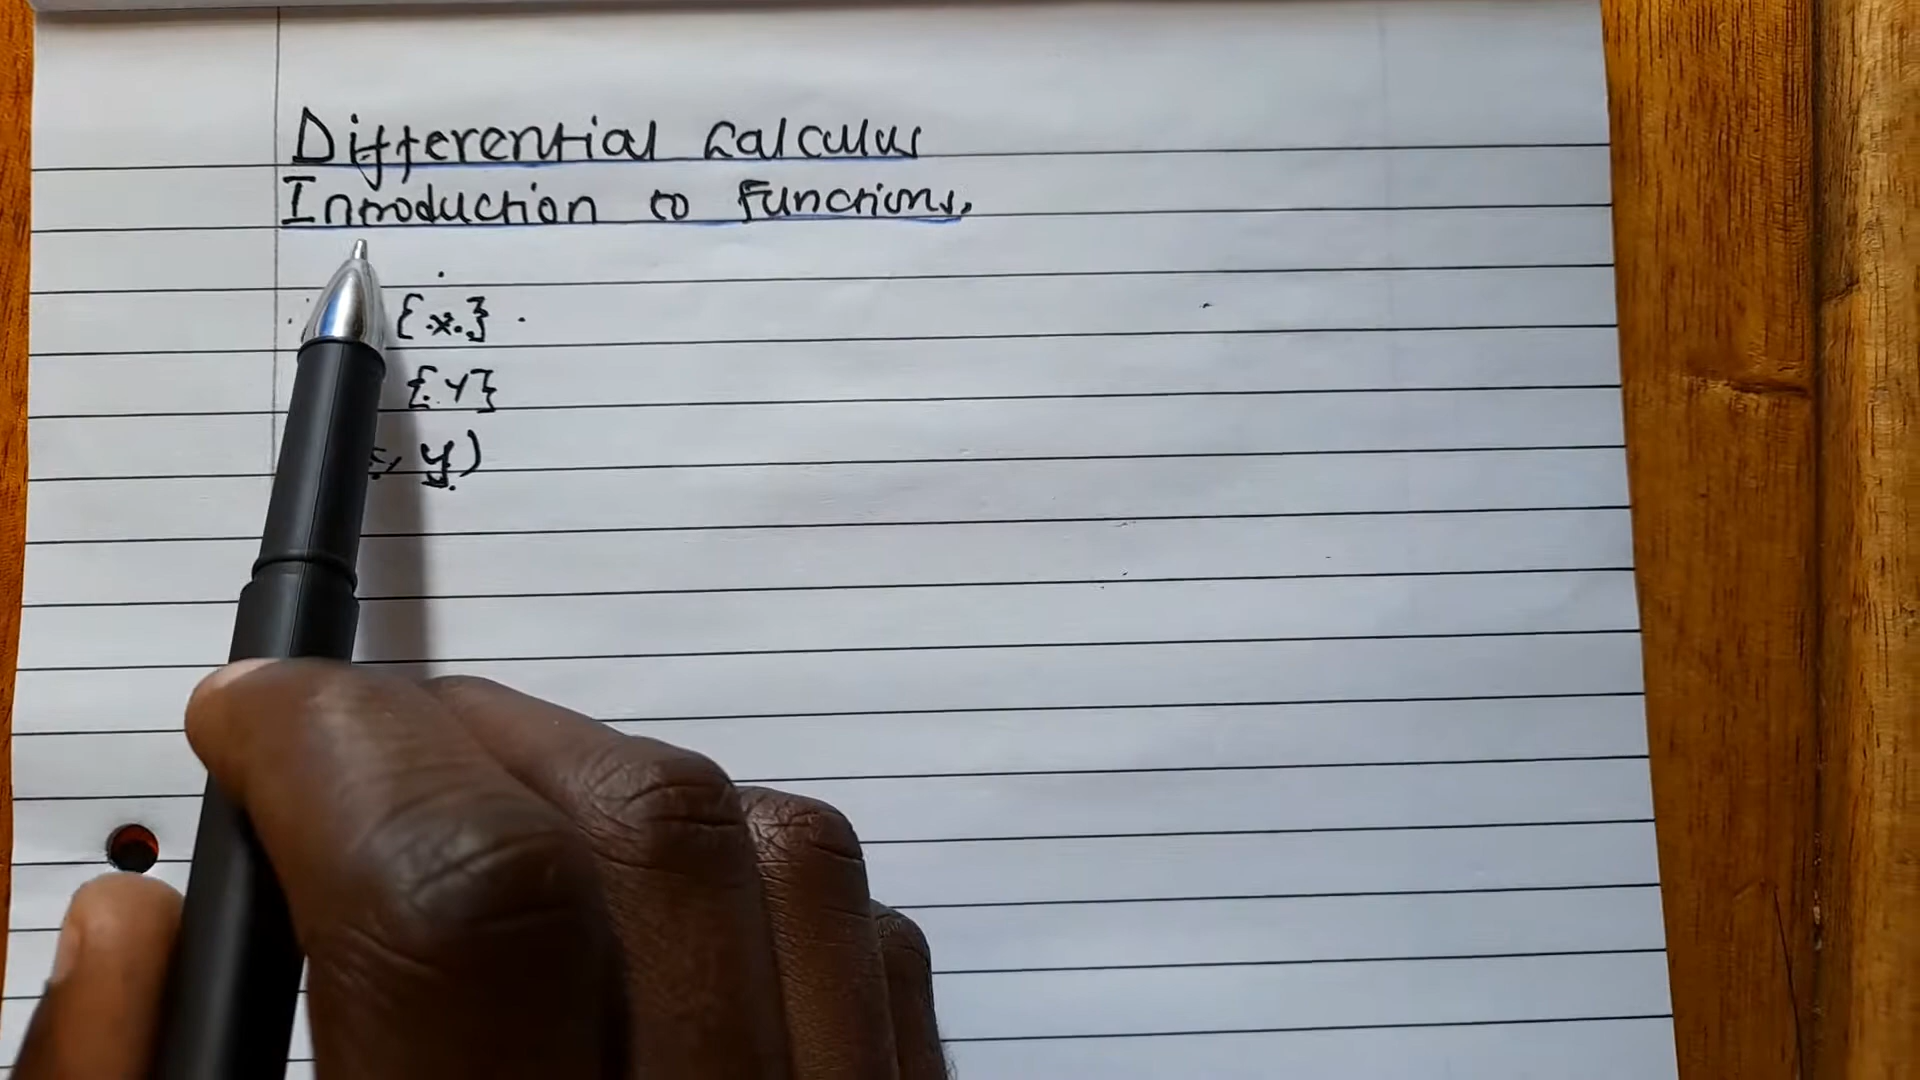 Differential Calculus
Introduction to Functions.
{x}
{Y}
, y)